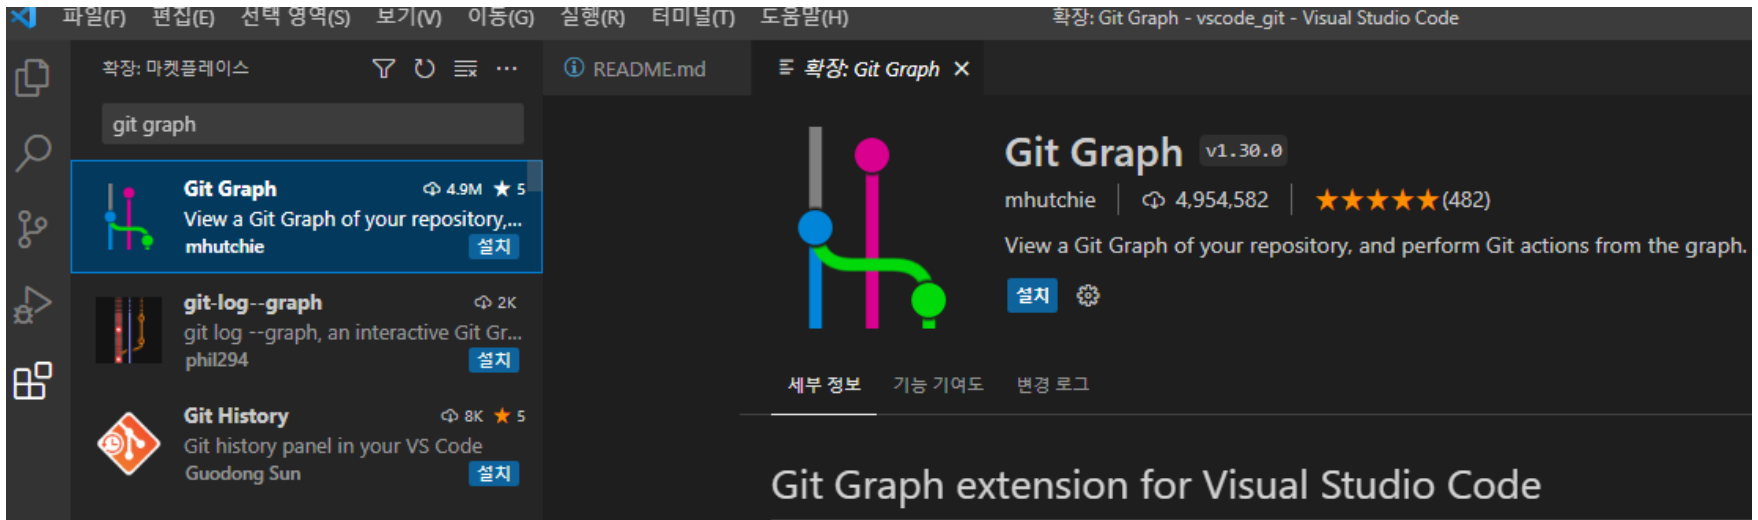 파일(F) 편집(E) 선택 영역(S) 보기(V) 이동(G) 실행(R) 터미널(T) 도움말(H) 확장: Git Graph - vscode_git - Visual Studio Code
확장: 마켓플레이스
git graph
Git Graph 4.9M ★ 5
View a Git Graph of your repository,...
mhutchie 설치
git-log--graph 2K
git log --graph, an interactive Git Gr...
phil294 설치
Git History 8K ★ 5
Git history panel in your VS Code
Guodong Sun 설치
README.md 확장: Git Graph
Git Graph v1.30.0
mhutchie 4,954,582 ★★★★★(482)
View a Git Graph of your repository, and perform Git actions from the graph.
설치
세부 정보 기능 기여도 변경 로그
Git Graph extension for Visual Studio Code